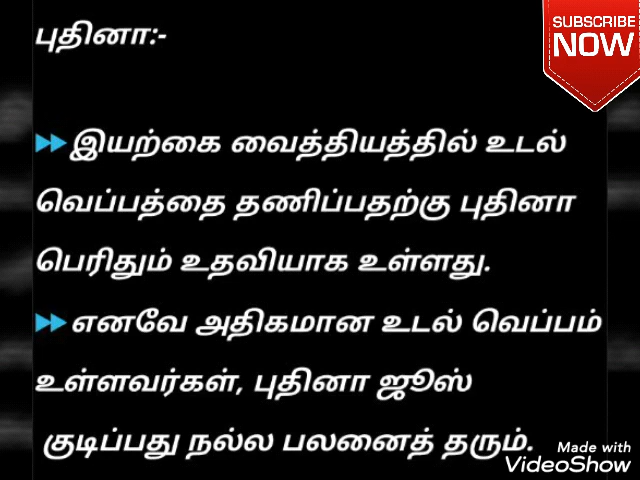 புதினா:-
SUBSCRIBE
NOW
இயற்கை வைத்தியத்தில் உடல்
வெப்பத்தை தணிப்பதற்கு புதினா
பெரிதும் உதவியாக உள்ளது.
எனவே அதிகமான உடல் வெப்பம்
உள்ளவர்கள், புதினா ஜூஸ்
குடிப்பது நல்ல பலனைத் தரும்.
Made with
VideoShow